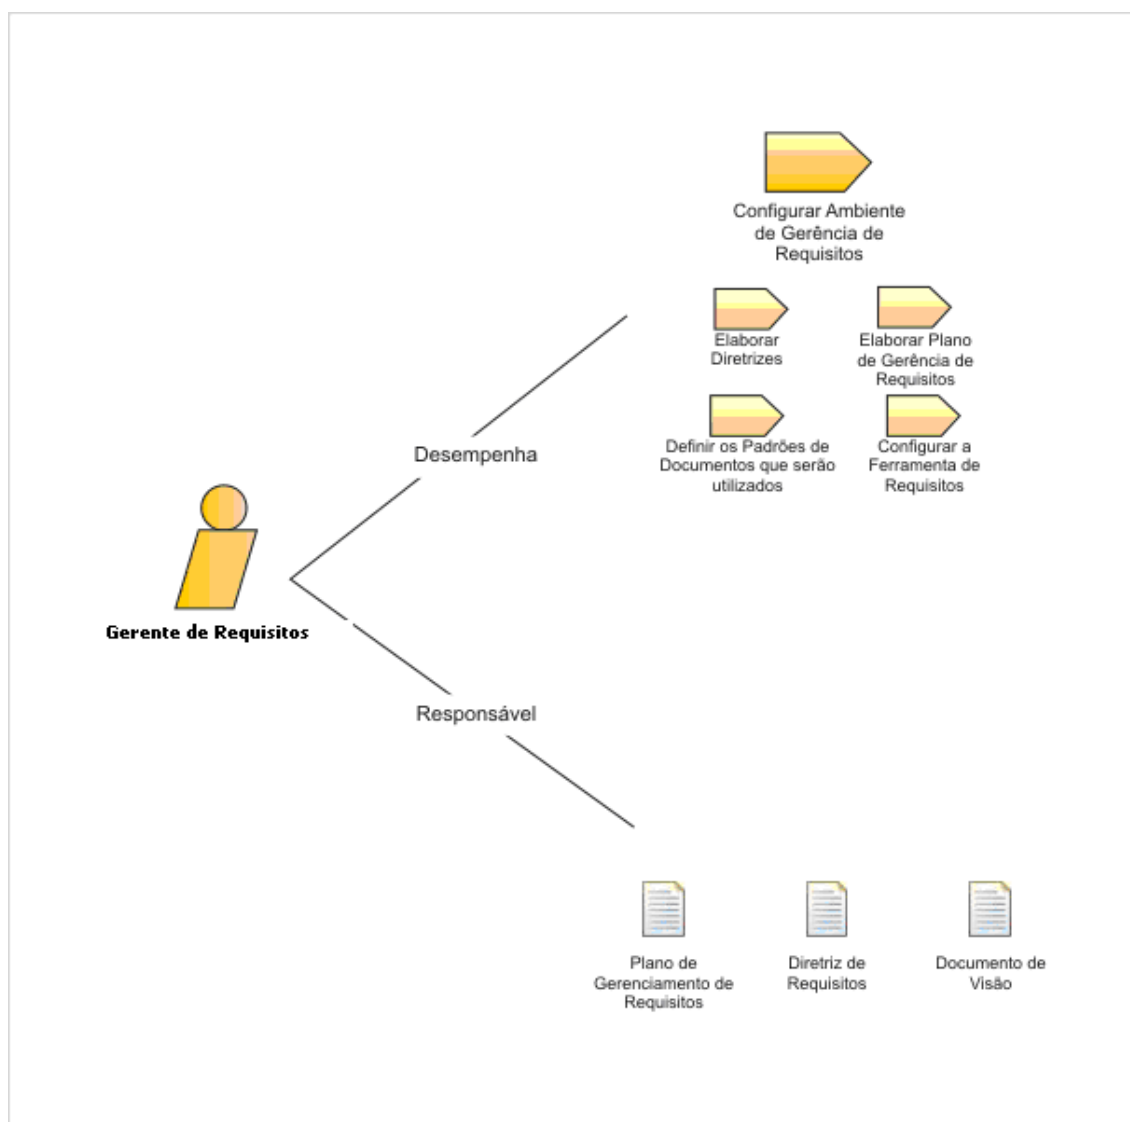 Configurar Ambiente
de Gerência de
Requisitos
Elaborar
Diretrizes
Elaborar Plano
de Gerência de
Requisitos
Definir os Padrões de
Documentos que serão
utilizados
Configurar a
Ferramenta de
Requisitos
Desempenha
Gerente de Requisitos
Responsável
Plano de
Gerenciamento de
Requisitos
Diretriz de
Requisitos
Documento de
Visão